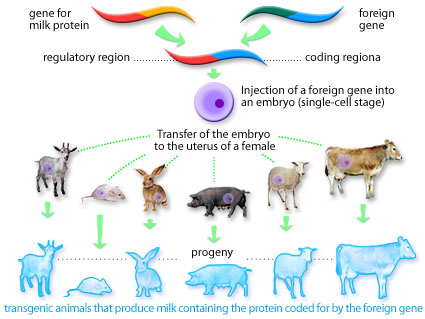 gene for
milk protein
foreign
gene
regulatory region
coding regiona
Injection of a foreign gene into
an embryo (single-cell stage)
Transfer of the embryo
to the uterus of a female
progeny
transgenic animals that produce milk containing the protein coded for by the foreign gene